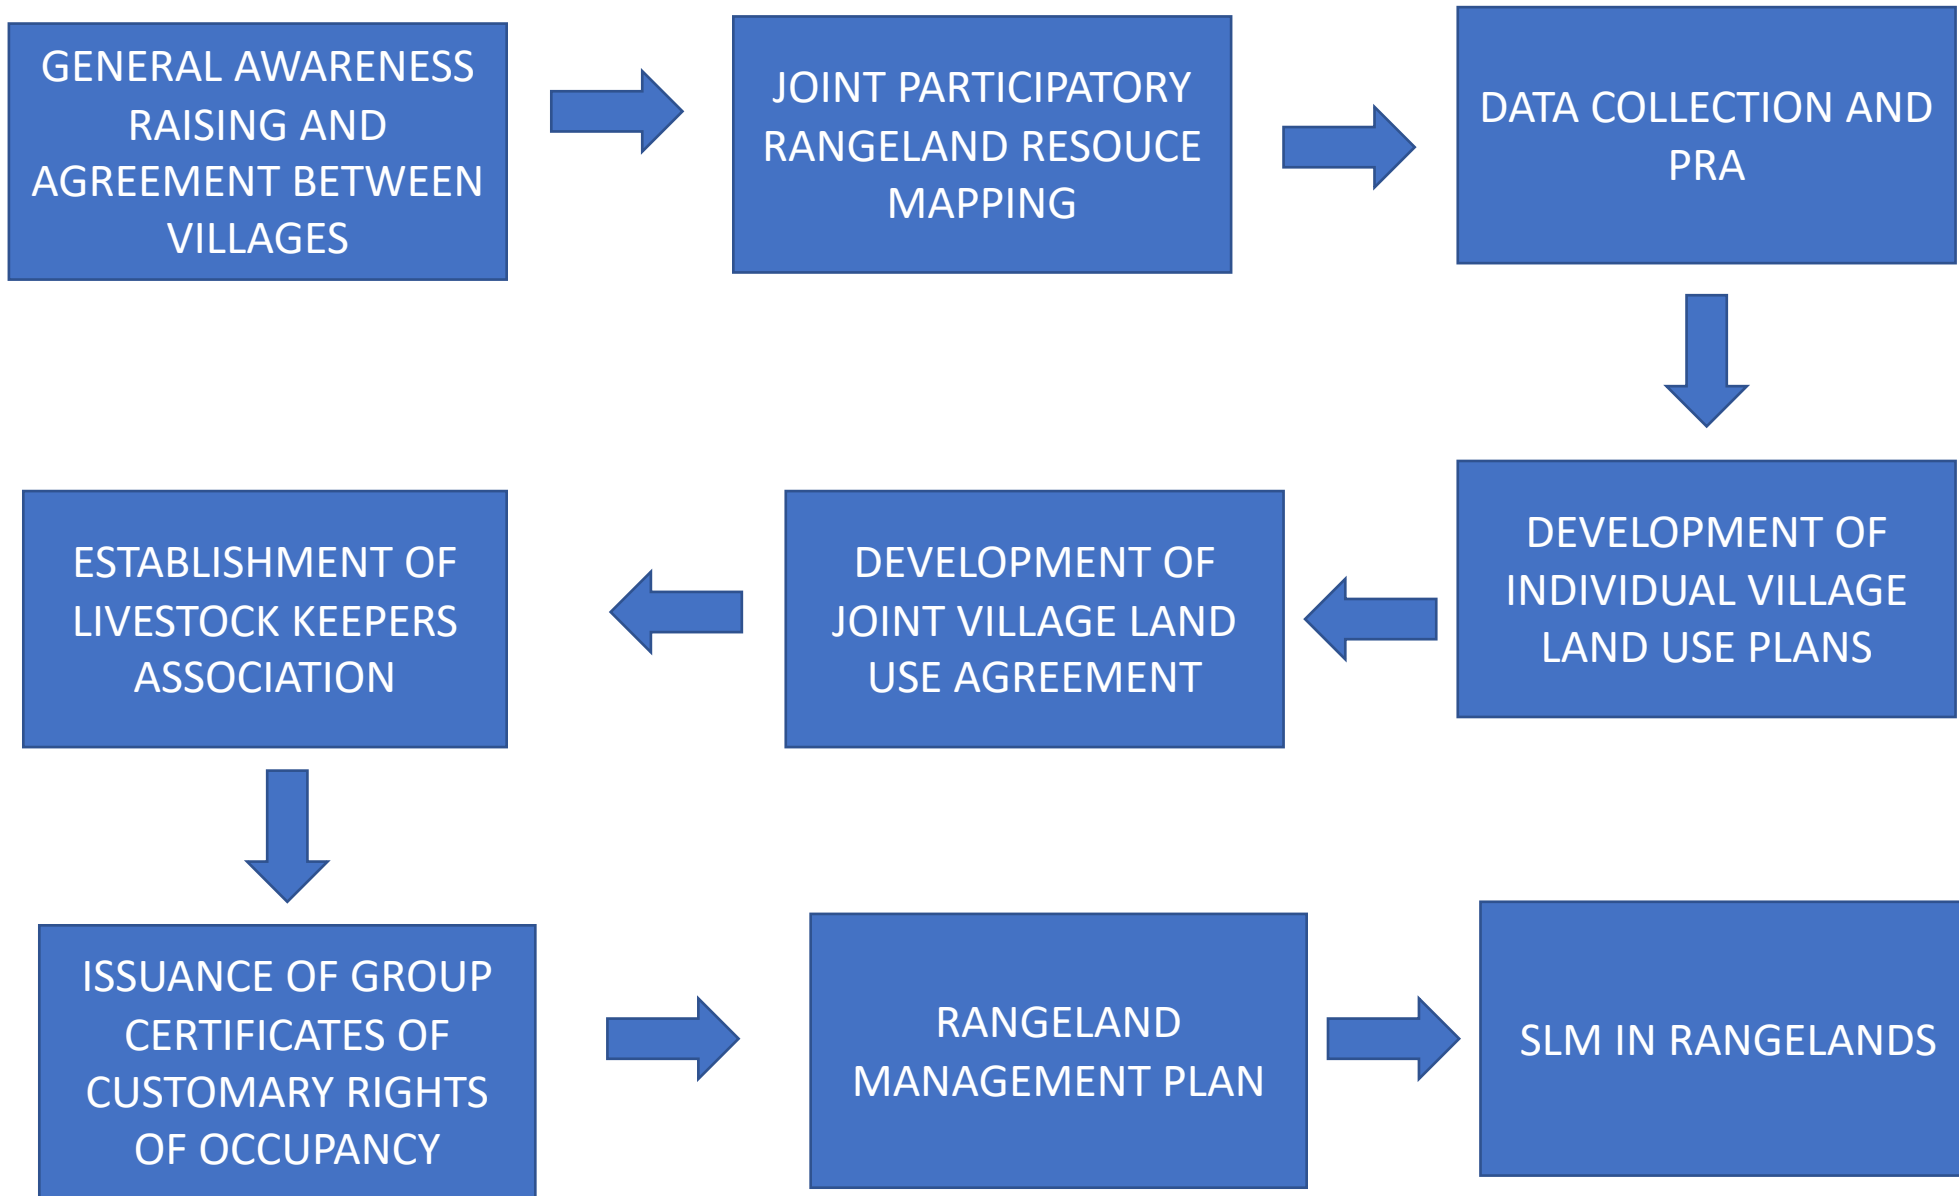 GENERAL AWARENESS
RAISING AND
AGREEMENT BETWEEN
VILLAGES
JOINT PARTICIPATORY
RANGELAND RESOUCE
MAPPING
DATA COLLECTION AND
PRA
DEVELOPMENT OF
INDIVIDUAL VILLAGE
LAND USE PLANS
DEVELOPMENT OF
JOINT VILLAGE LAND
USE AGREEMENT
ESTABLISHMENT OF
LIVESTOCK KEEPERS
ASSOCIATION
ISSUANCE OF GROUP
CERTIFICATES OF
CUSTOMARY RIGHTS
OF OCCUPANCY
RANGELAND
MANAGEMENT PLAN
SLM IN RANGELANDS